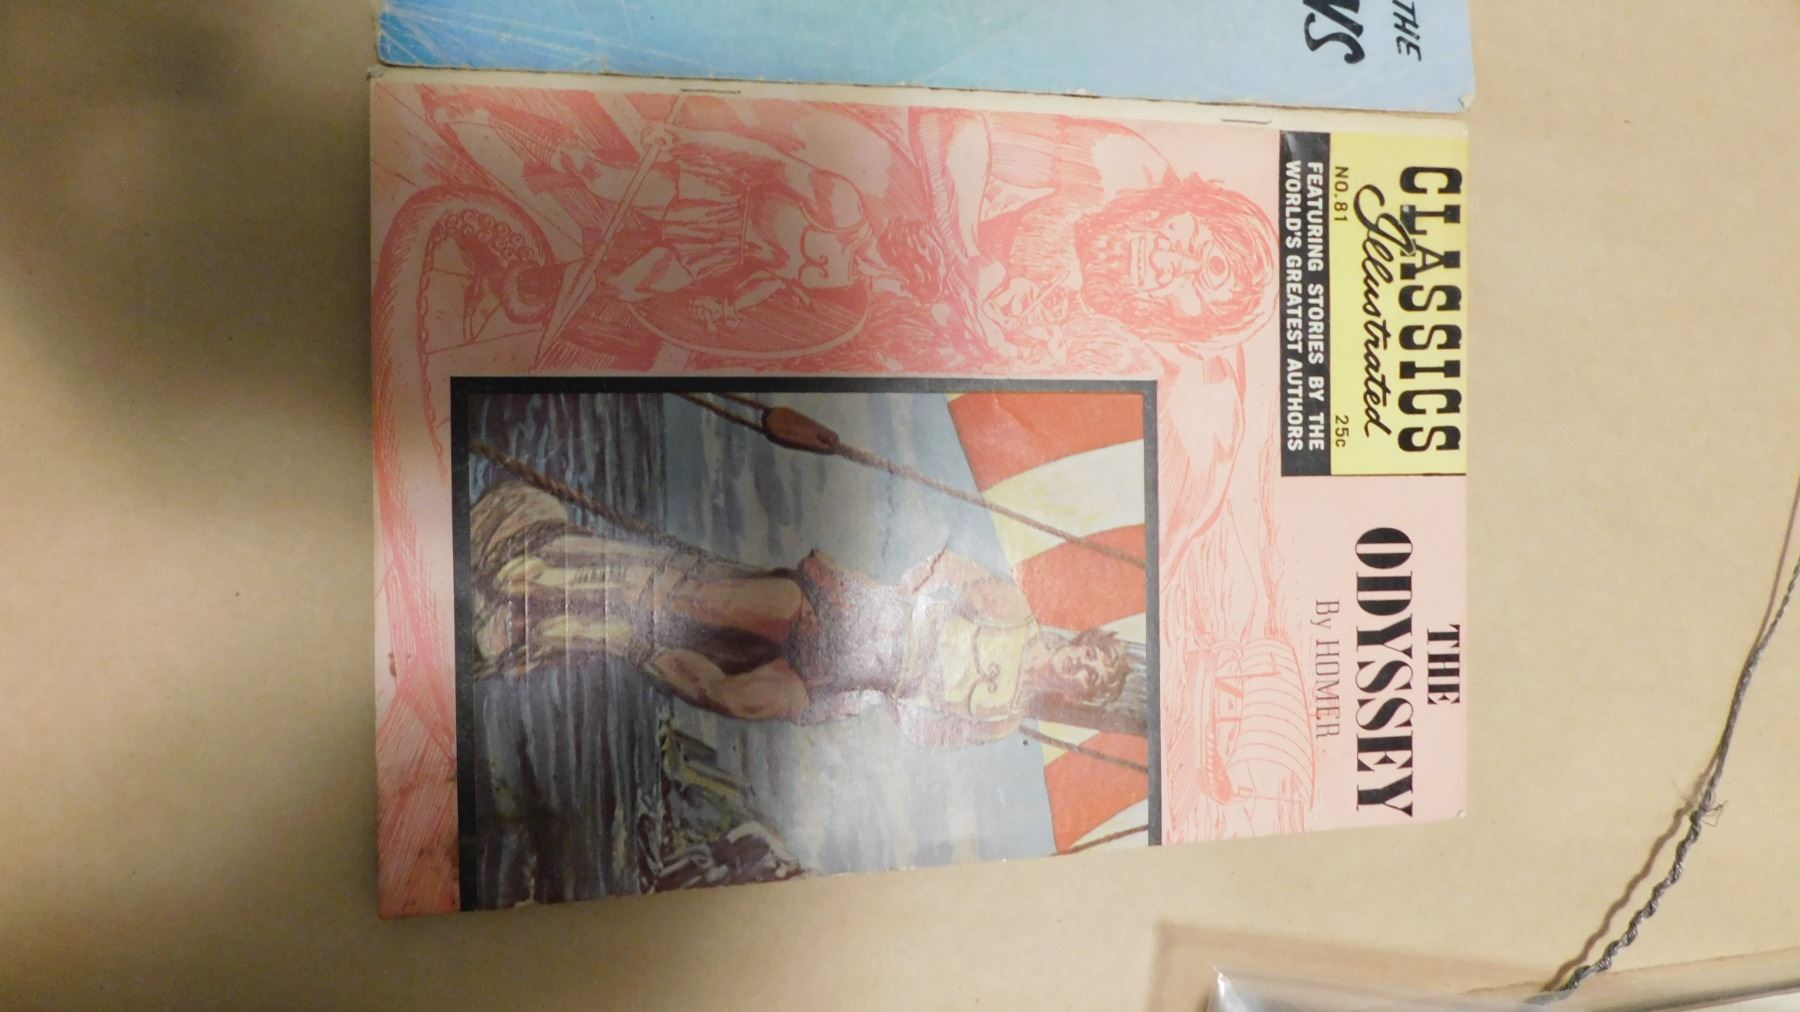 THE
CLASSICS
Illustrated
NO. 81
25c
FEATURING STORIES BY THE
WORLD'S GREATEST AUTHORS
THE
ODYSSEY
By HOMER